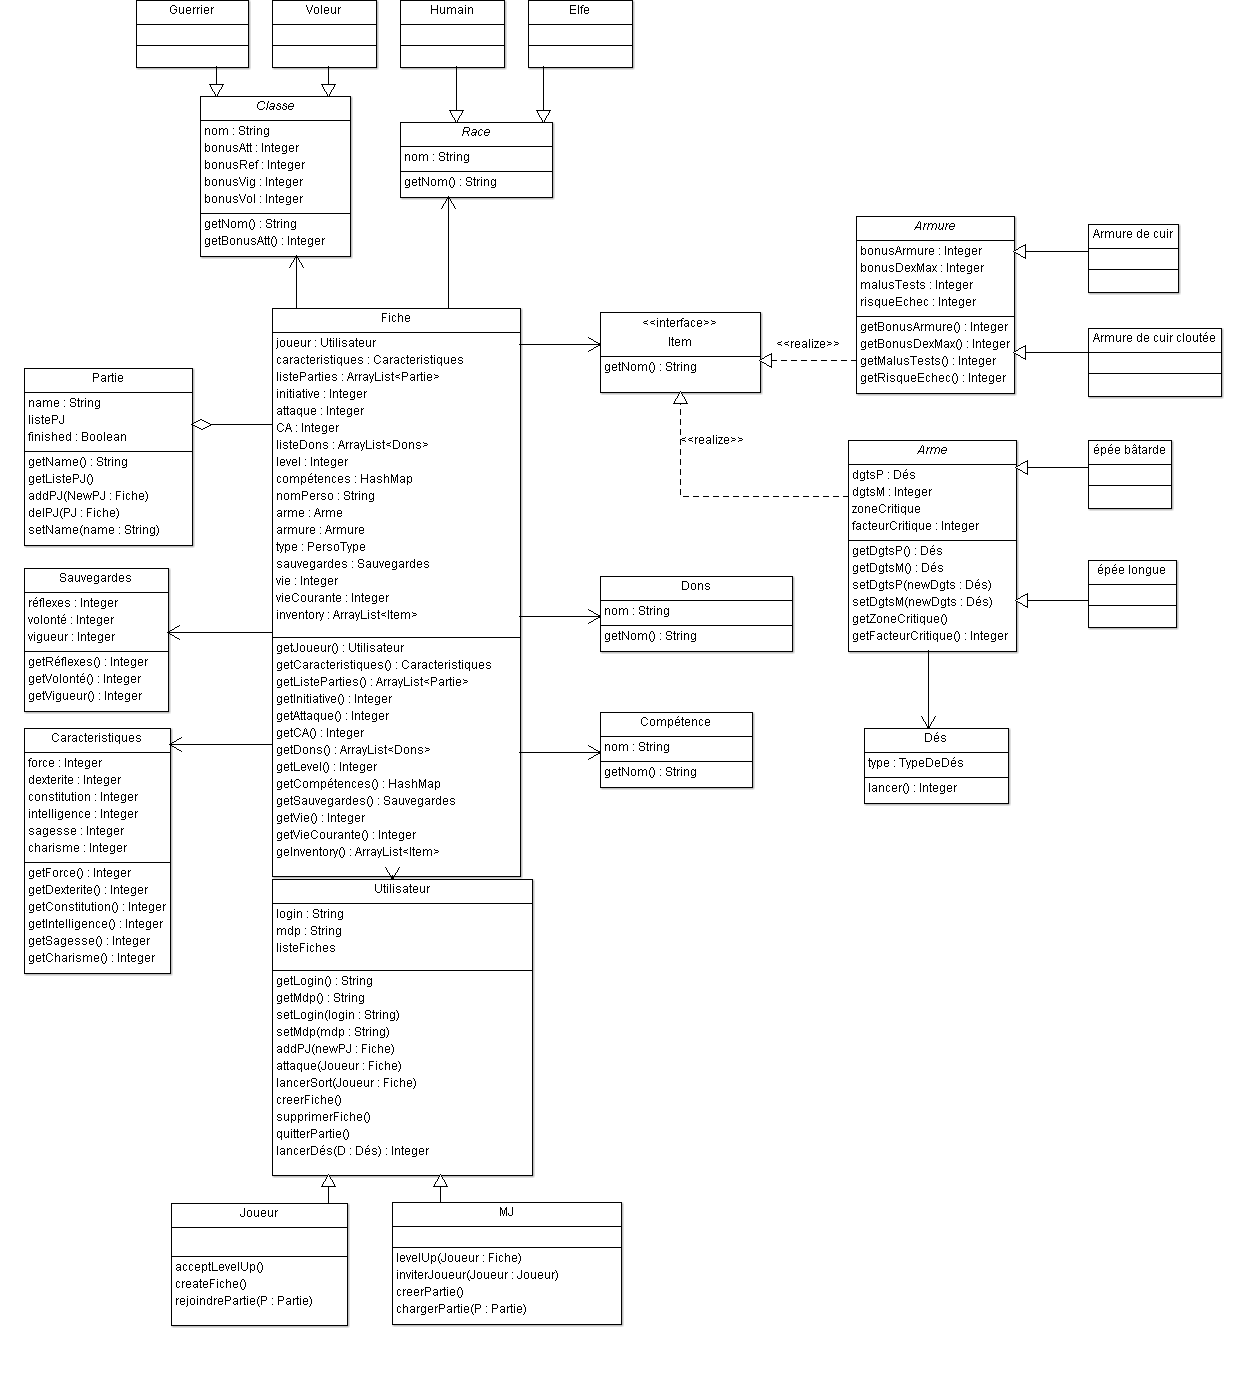 Guerrier
Voleur
Humain
Elfe
Classe
nom : String
bonusAtt : Integer
bonusRef : Integer
bonusVig : Integer
bonusVol : Integer
getNom() : String
getBonusAtt() : Integer
Race
nom : String
getNom() : String
Armure
bonusArmure : Integer
bonusDexMax : Integer
malusTests : Integer
risqueEchec : Integer
getBonusArmure() : Integer
getBonusDexMax() : Integer
getMalusTests() : Integer
getRisqueEchec() : Integer
Armure de cuir
Armure de cuir cloutée
<<interface>>
Item
getNom() : String
<<realize>>
<<realize>>
Fiche
joueur : Utilisateur
caracteristiques : Caracteristiques
listeParties : ArrayList<Partie>
initiative : Integer
attaque : Integer
CA : Integer
listeDons : ArrayList<Dons>
level : Integer
compétences : HashMap
nomPerso : String
arme : Arme
armure : Armure
type : PersoType
sauvegardes : Sauvegardes
vie : Integer
vieCourante : Integer
inventory : ArrayList<Item>
getJoueur() : Utilisateur
getCaracteristiques() : Caracteristiques
getListeParties() : ArrayList<Partie>
getInitiative() : Integer
getAttaque() : Integer
getCA() : Integer
getDons() : ArrayList<Dons>
getLevel() : Integer
getCompétences() : HashMap
getSauvegardes() : Sauvegardes
getVie() : Integer
getVieCourante() : Integer
geInventory() : ArrayList<Item>
Partie
name : String
listePJ
finished : Boolean
getName() : String
getListePJ()
addPJ(NewPJ : Fiche)
delPJ(PJ : Fiche)
setName(name : String)
Sauvegardes
réflexes : Integer
volonté : Integer
vigueur : Integer
getRéflexes() : Integer
getVolonté() : Integer
getVigueur() : Integer
Caracteristiques
force : Integer
dexterite : Integer
constitution : Integer
intelligence : Integer
sagesse : Integer
charisme : Integer
getForce() : Integer
getDexterite() : Integer
getConstitution() : Integer
getIntelligence() : Integer
getSagesse() : Integer
getCharisme() : Integer
Arme
dgtsP : Dés
dgtsM : Integer
zoneCritique
facteurCritique : Integer
getDgtsP() : Dés
getDgtsM() : Dés
setDgtsP(newDgts : Dés)
setDgtsM(newDgts : Dés)
getZoneCritique()
getFacteurCritique() : Integer
épée bâtarde
épée longue
Dons
nom : String
getNom() : String
Compétence
nom : String
getNom() : String
Dés
type : TypeDeDés
lancer() : Integer
Utilisateur
login : String
mdp : String
listeFiches
getLogin() : String
getMdp() : String
setLogin(login : String)
setMdp(mdp : String)
addPJ(newPJ : Fiche)
attaque(Joueur : Fiche)
lancerSort(Joueur : Fiche)
creerFiche()
supprimerFiche()
quitterPartie()
lancerDés(D : Dés) : Integer
Joueur
acceptLevelUp()
createFiche()
rejoindrePartie(P : Partie)
MJ
levelUp(Joueur : Fiche)
inviterJoueur(Joueur : Joueur)
creerPartie()
chargerPartie(P : Partie)